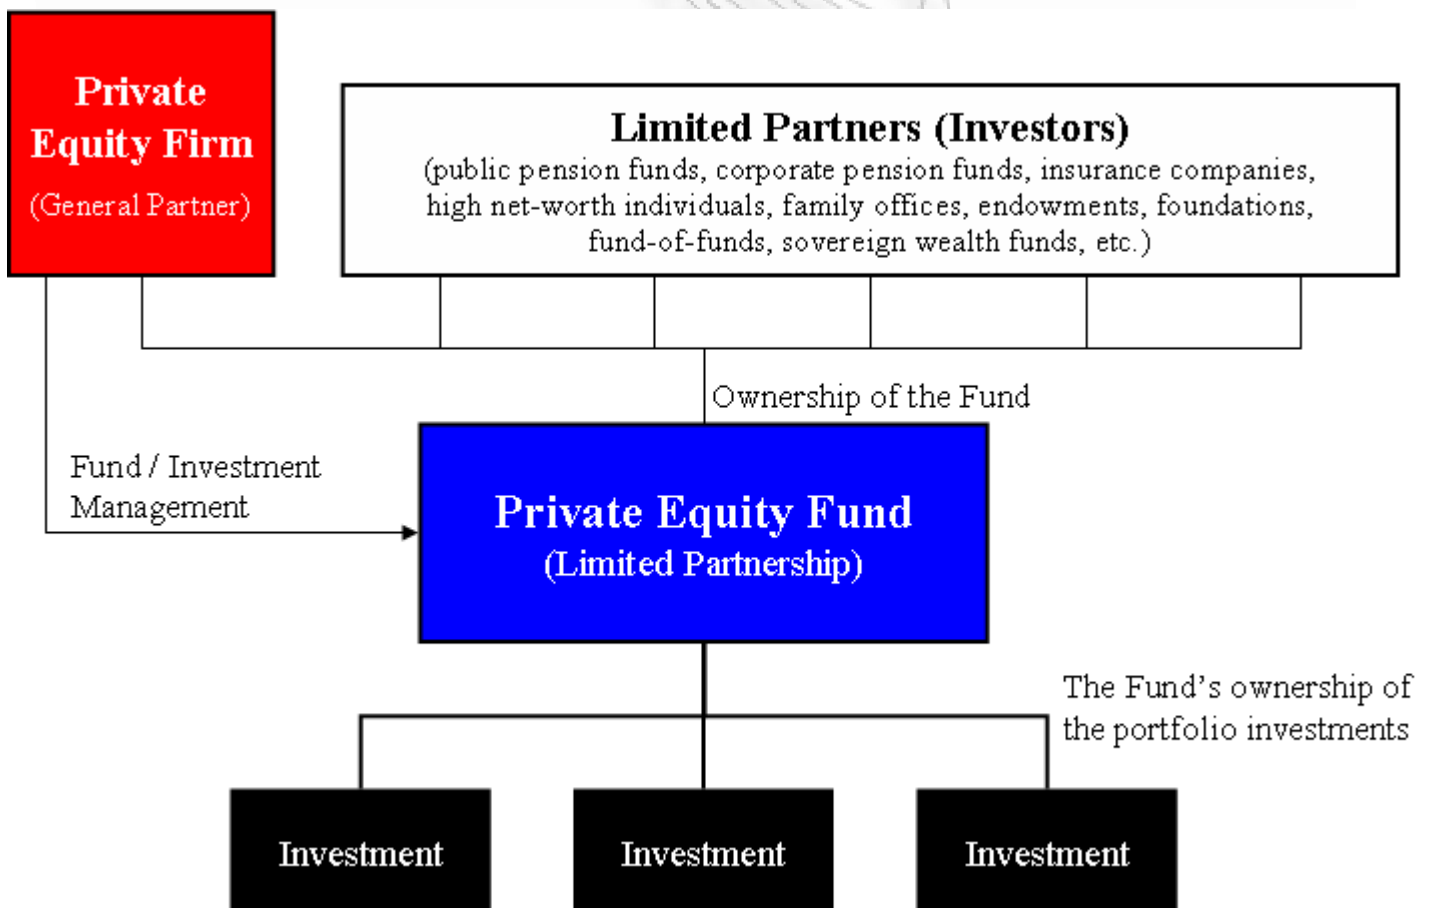 Private
Equity Firm
(General Partner)
Limited Partners (Investors)
(public pension funds, corporate pension funds, insurance companies,
high net-worth individuals, family offices, endowments, foundations,
fund-of-funds, sovereign wealth funds, etc.)
Ownership of the Fund
Fund / Investment
Management
Private Equity Fund
(Limited Partnership)
The Fund's ownership of
the portfolio investments
Investment
Investment
Investment